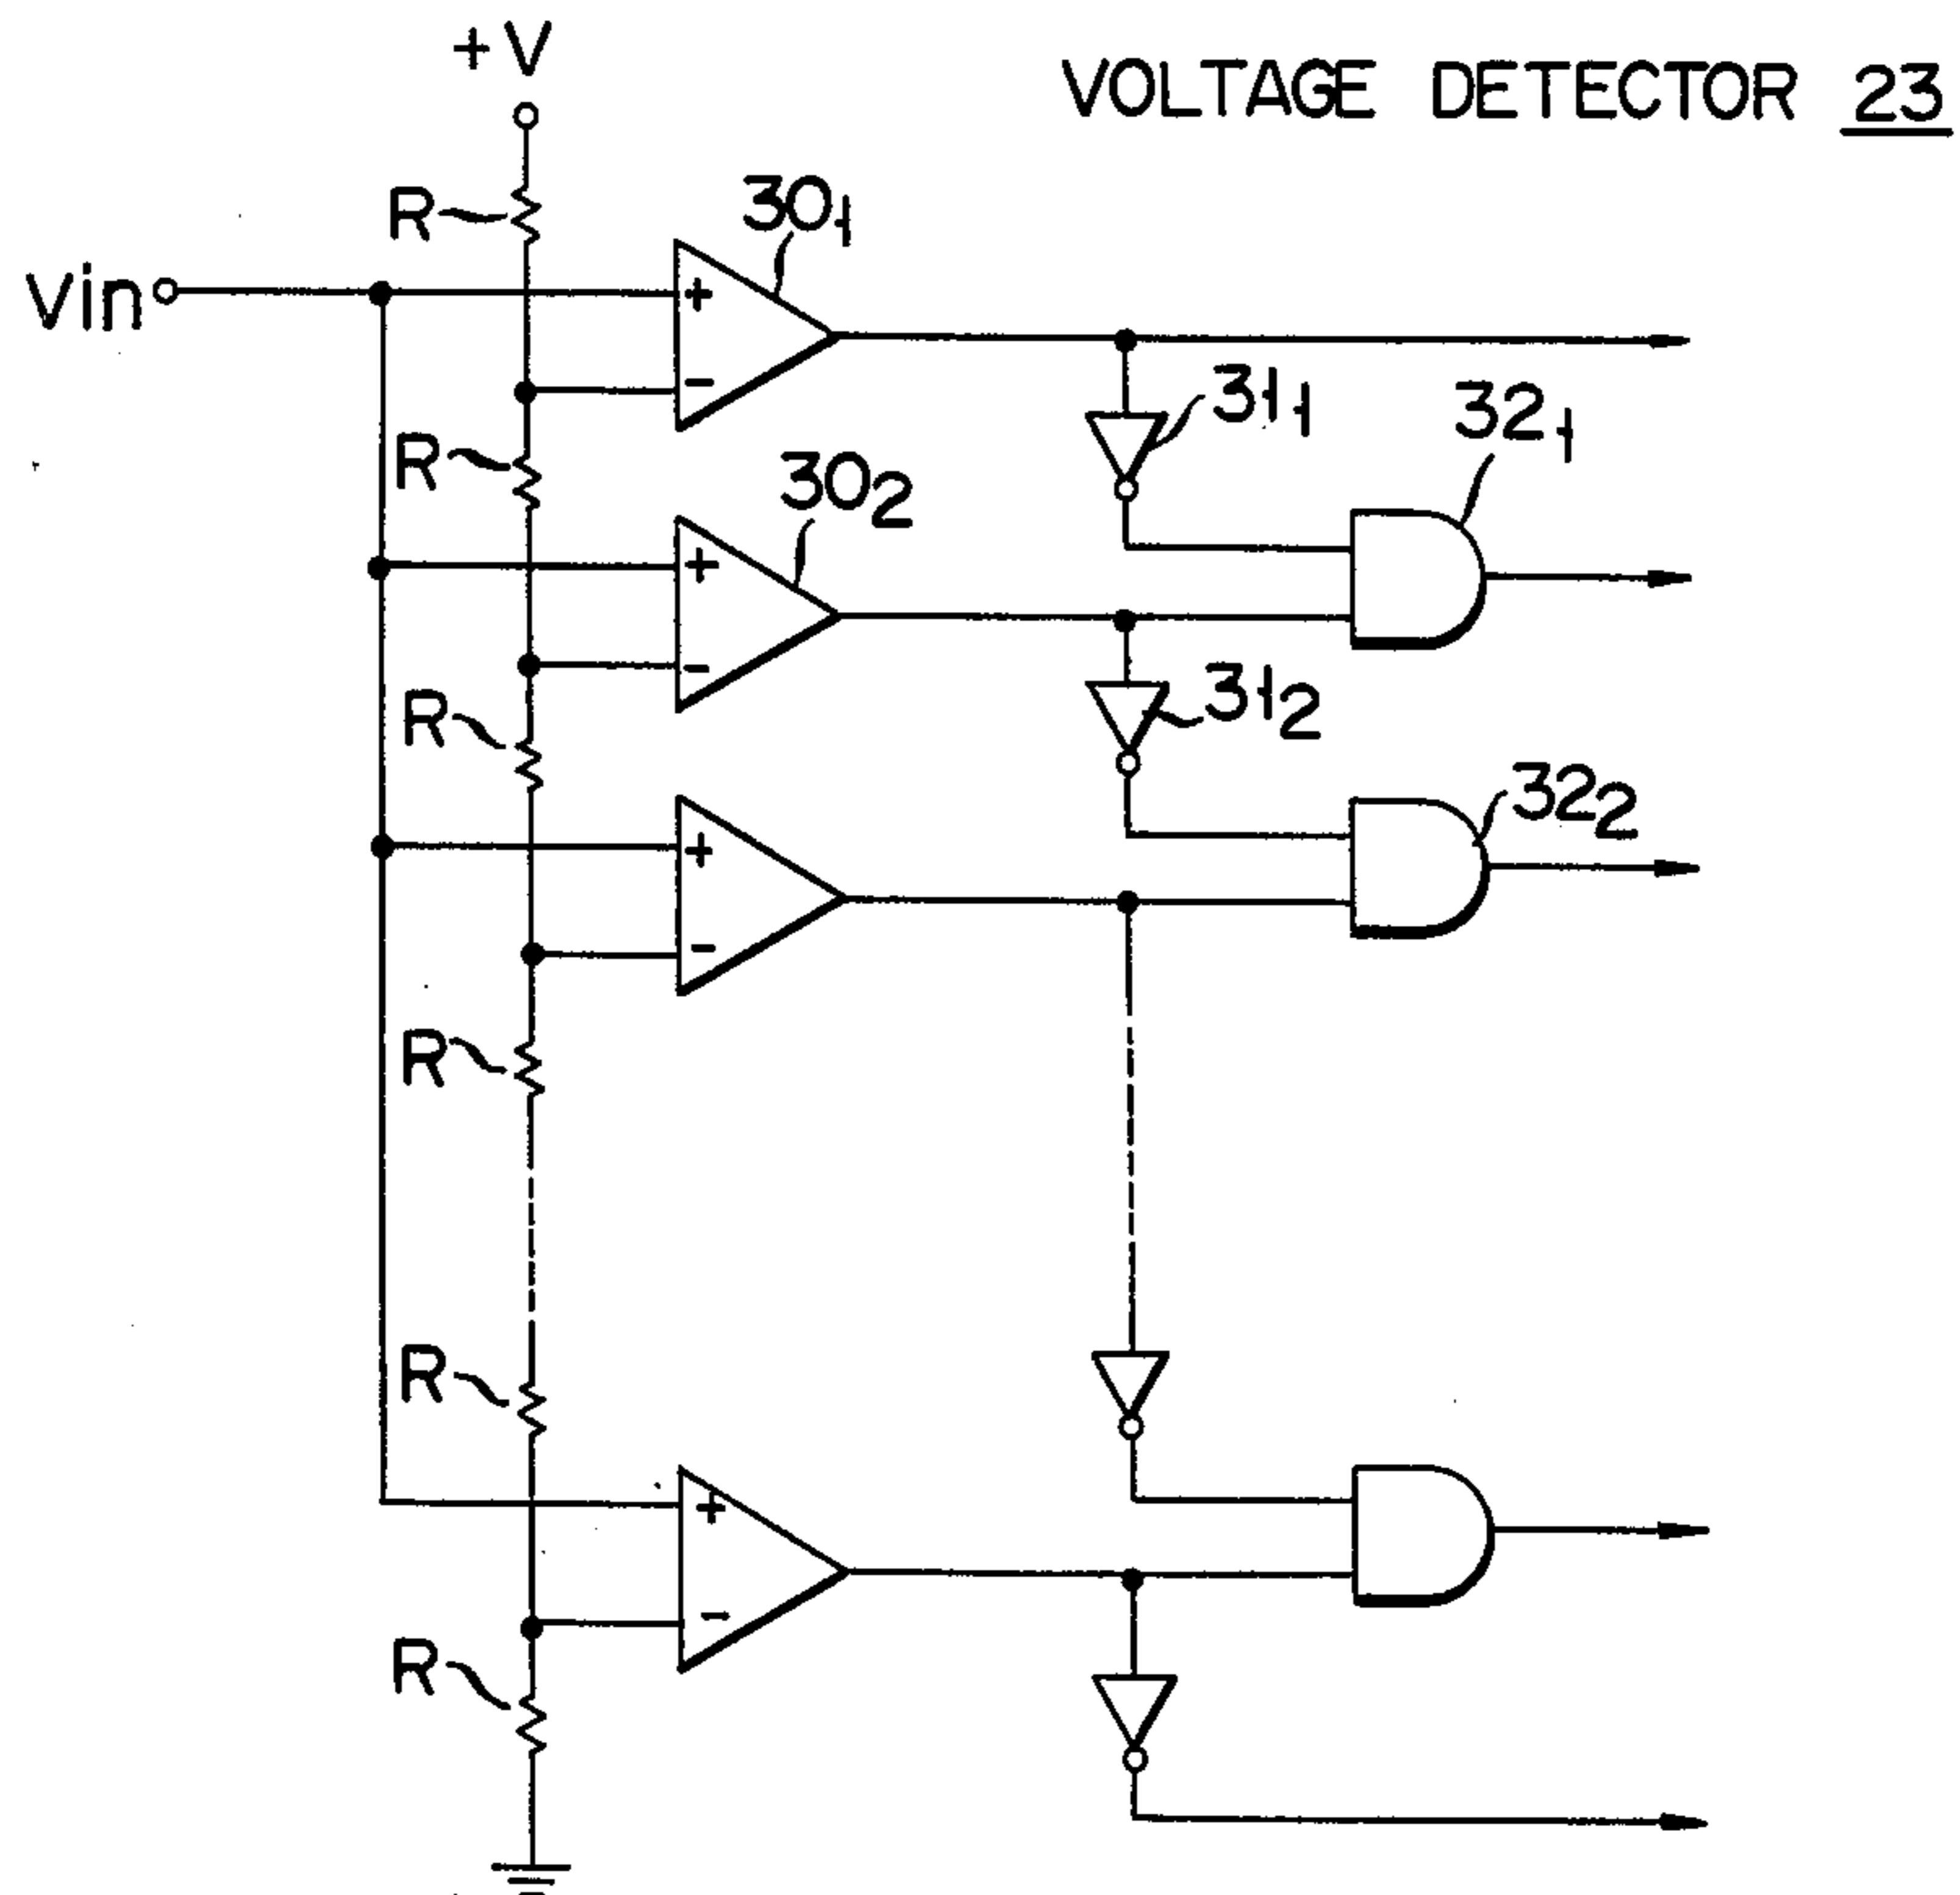 +V
VOLTAGE DETECTOR 23
R
30₁
Vin
+
-
31₁
32₁
R
30₂
+
-
31₂
R
32₂
+
-
R
R
+
-
R